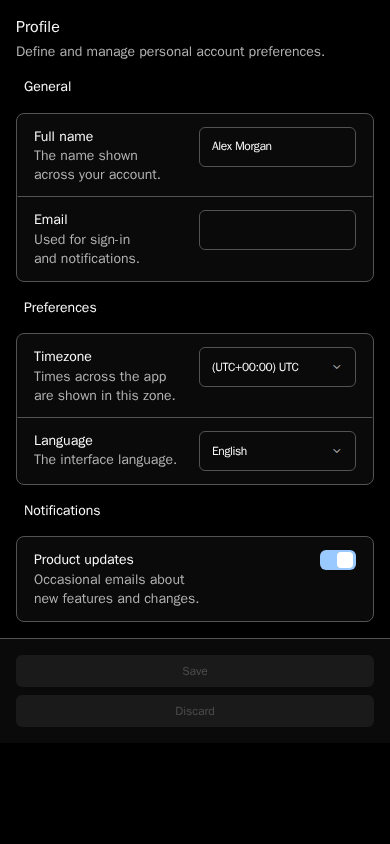 Profile
Define and manage personal account preferences.
General
Full name
The name shown
across your account.
Alex Morgan
Email
Used for sign-in
and notifications.
Preferences
Timezone
Times across the app
are shown in this zone.
(UTC+00:00) UTC
Language
The interface language.
English
Notifications
Product updates
Occasional emails about
new features and changes.
Save
Discard